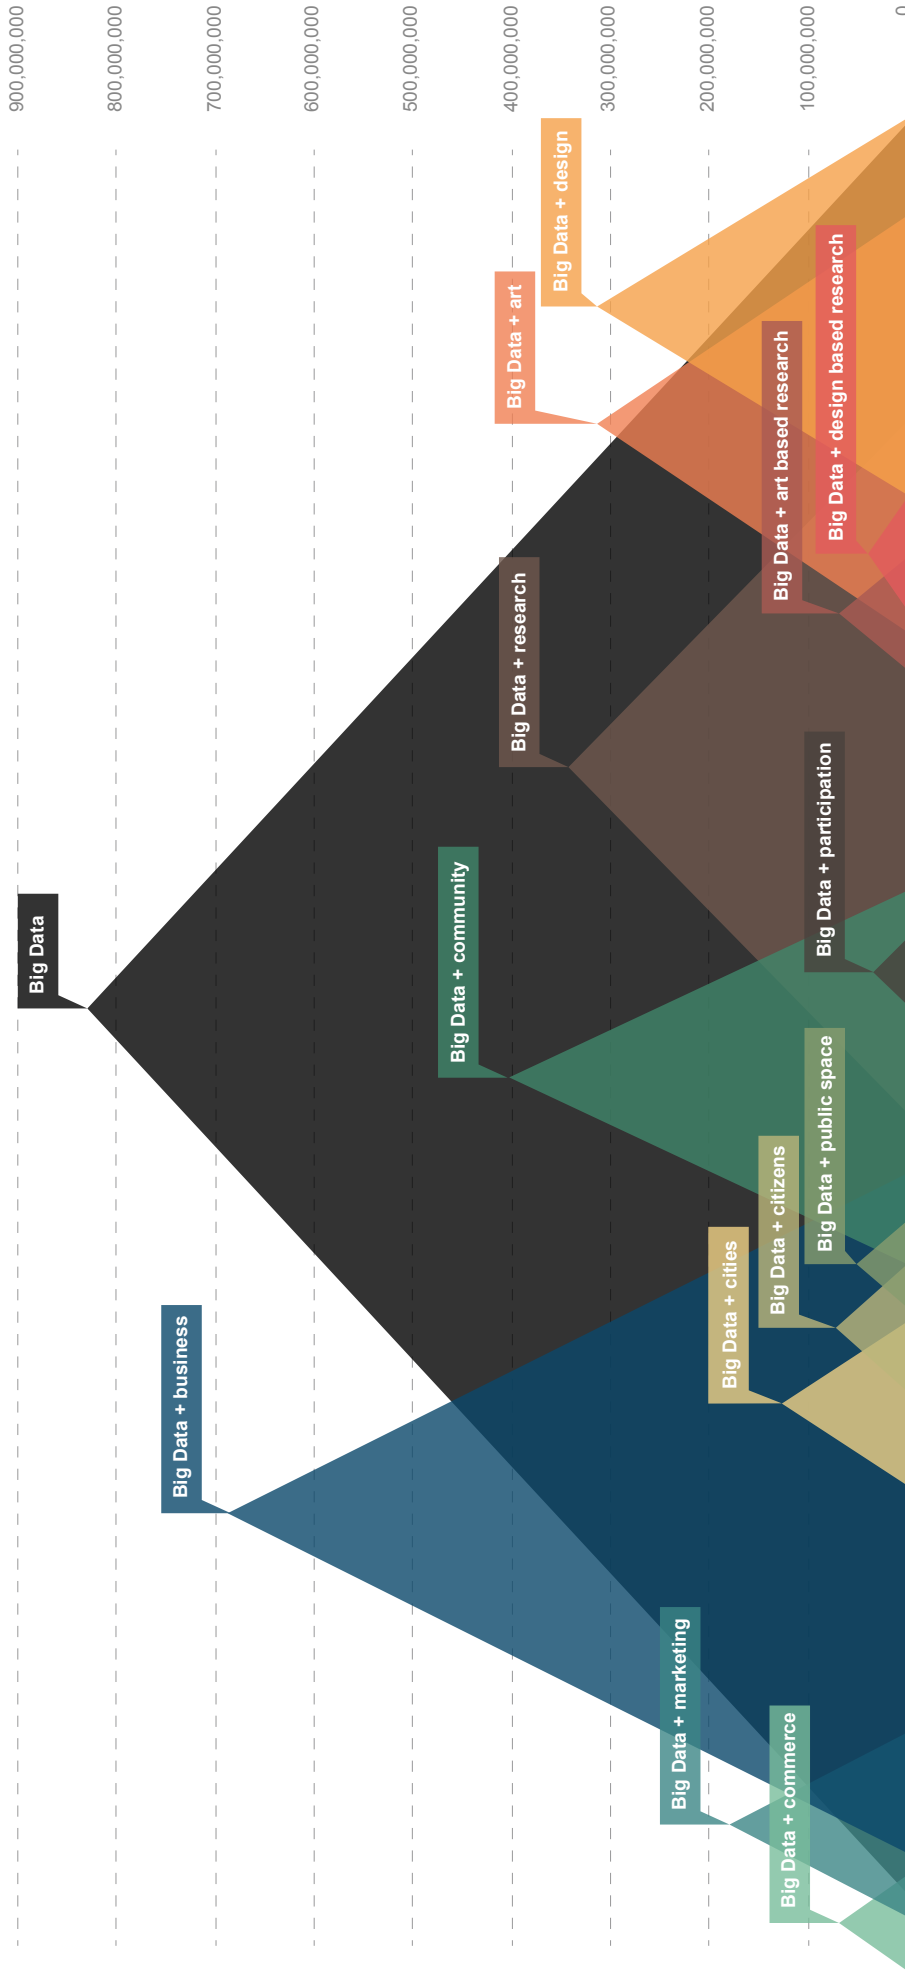 900,000,000
800,000,000
700,000,000
600,000,000
500,000,000
400,000,000
300,000,000
200,000,000
100,000,000
0
Big Data + commerce
Big Data + marketing
Big Data + business
Big Data + cities
Big Data + citizens
Big Data + public space
Big Data + community
Big Data
Big Data + participation
Big Data + research
Big Data + art based research
Big Data + design based research
Big Data + art
Big Data + design